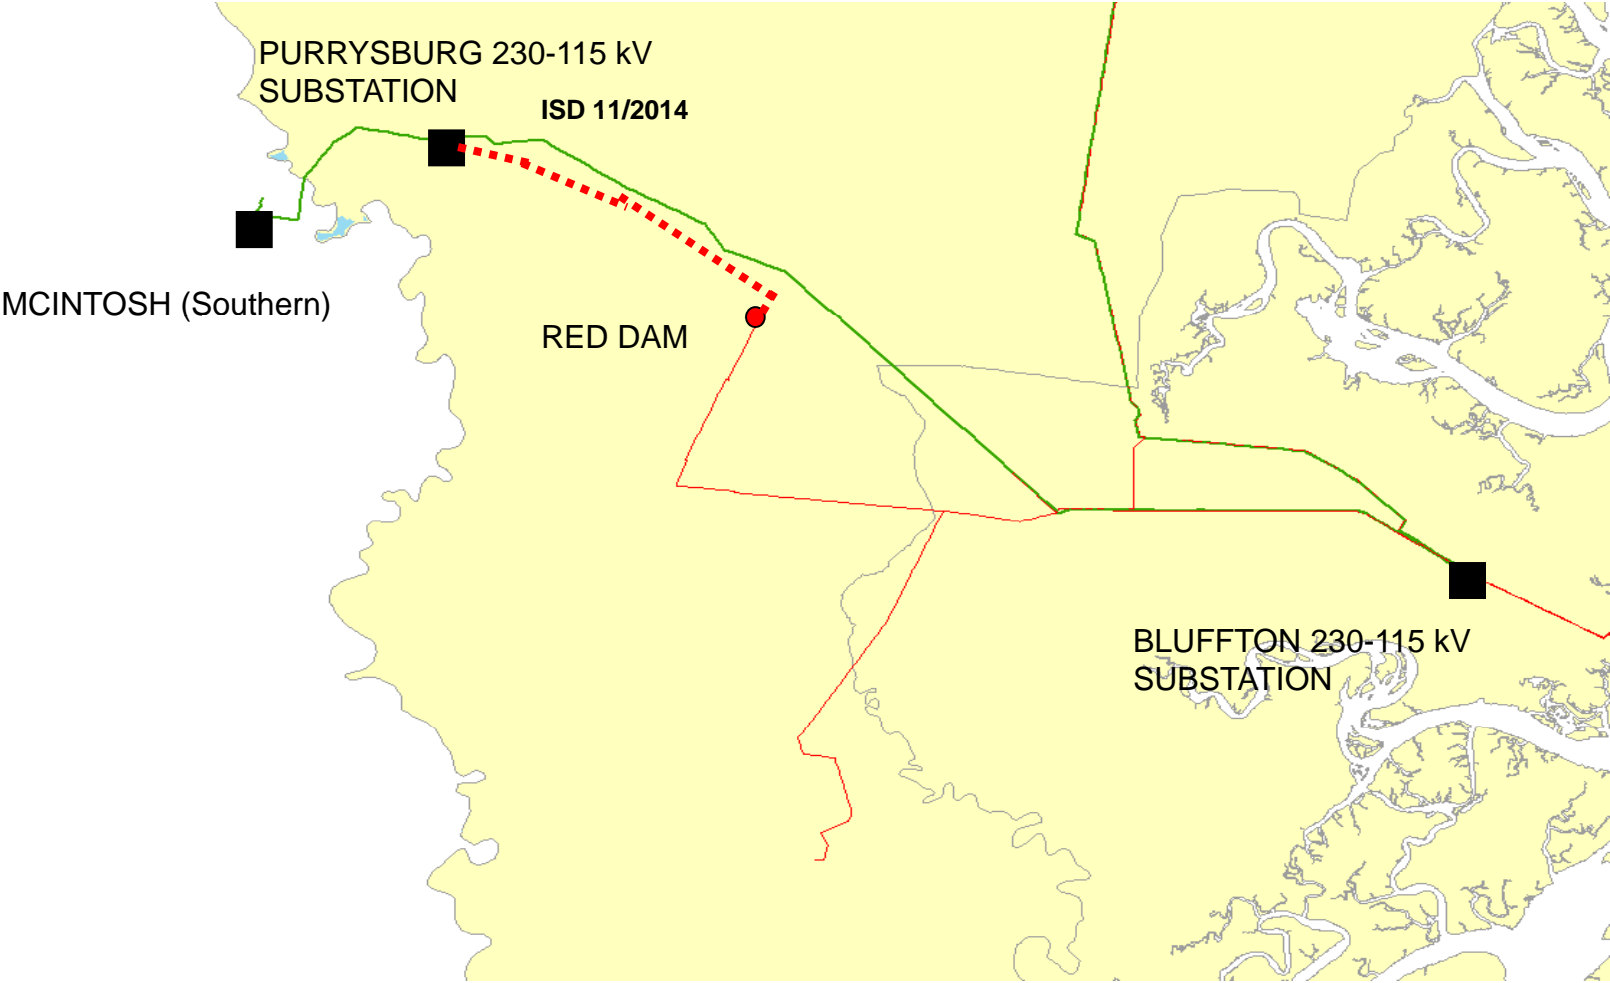 PURRYSBURG 230-115 kV
SUBSTATION
ISD 11/2014
MCINTOSH (Southern)
RED DAM
BLUFFTON 230-115 kV
SUBSTATION